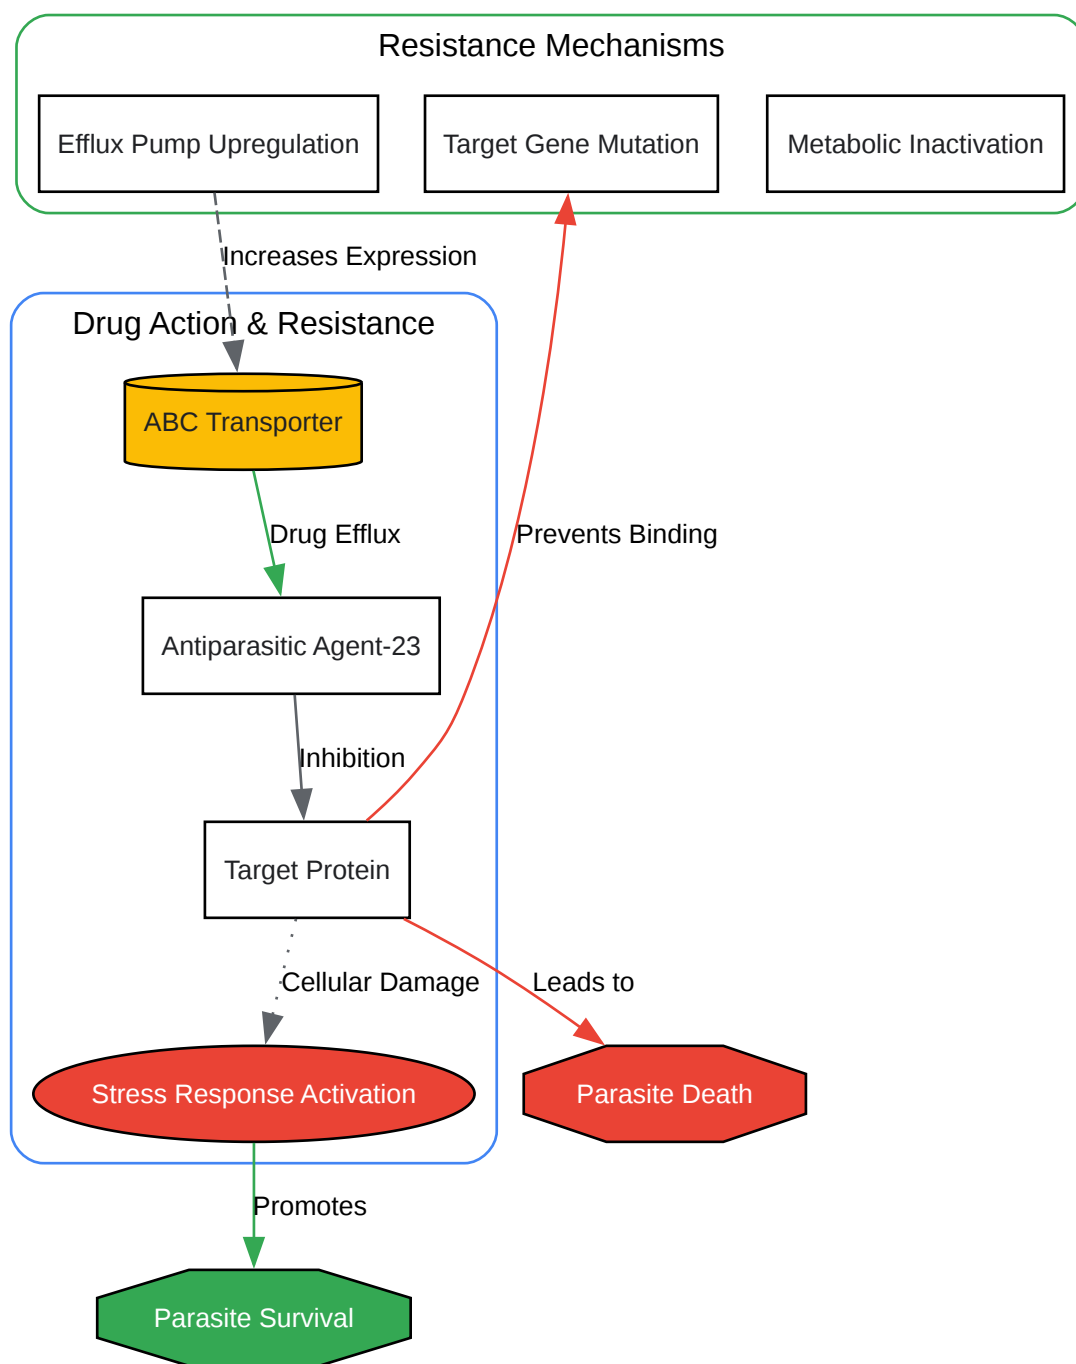 Resistance Mechanisms
Efflux Pump Upregulation
Target Gene Mutation
Metabolic Inactivation
Increases Expression
Drug Action & Resistance
ABC Transporter
Drug Efflux
Prevents Binding
Antiparasitic Agent-23
Inhibition
Target Protein
Cellular Damage
Leads to
Stress Response Activation
Parasite Death
Promotes
Parasite Survival